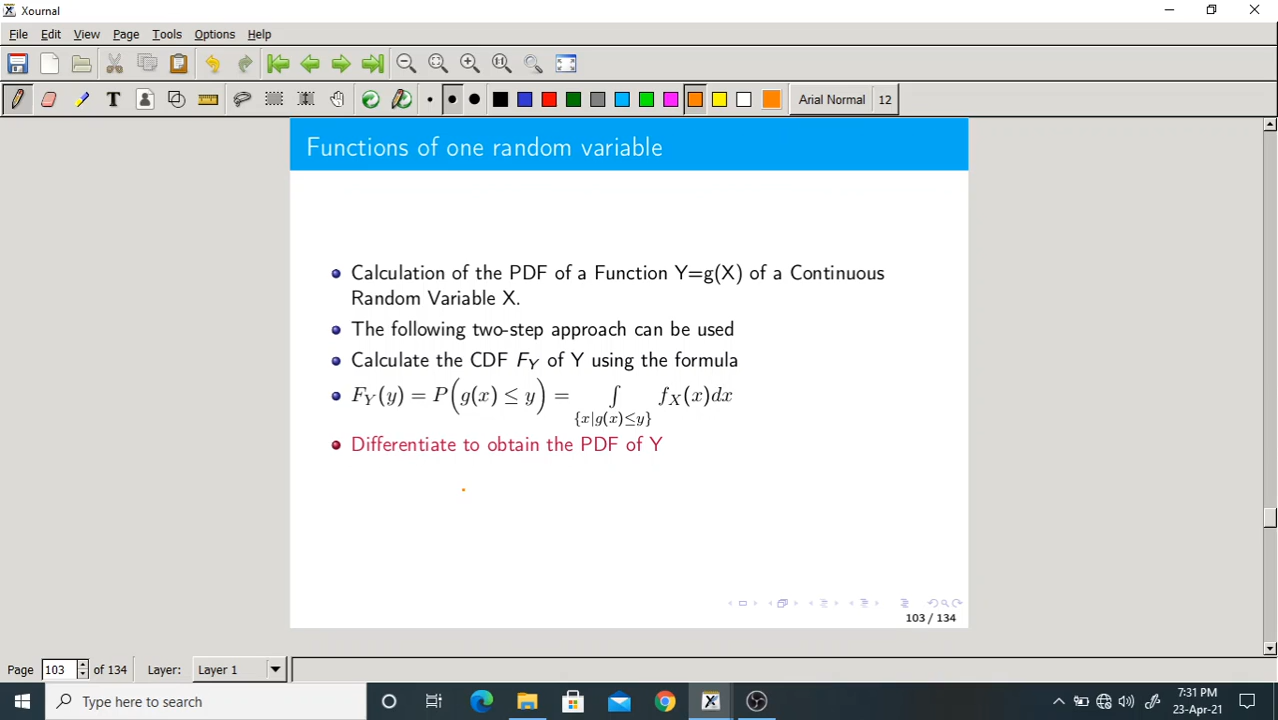 Xournal
File Edit View Page Tools Options Help
T Arial Normal 12
Functions of one random variable
Calculation of the PDF of a Function Y=g(X) of a Continuous
Random Variable X.
The following two-step approach can be used
Calculate the CDF F_Y of Y using the formula
F_Y(y) = P(g(x) ≤ y) = ∫_{x|g(x)≤y} f_X(x)dx
Differentiate to obtain the PDF of Y
103 / 134
Page 103 of 134 Layer: Layer 1
Type here to search
7:31 PM
23-Apr-21